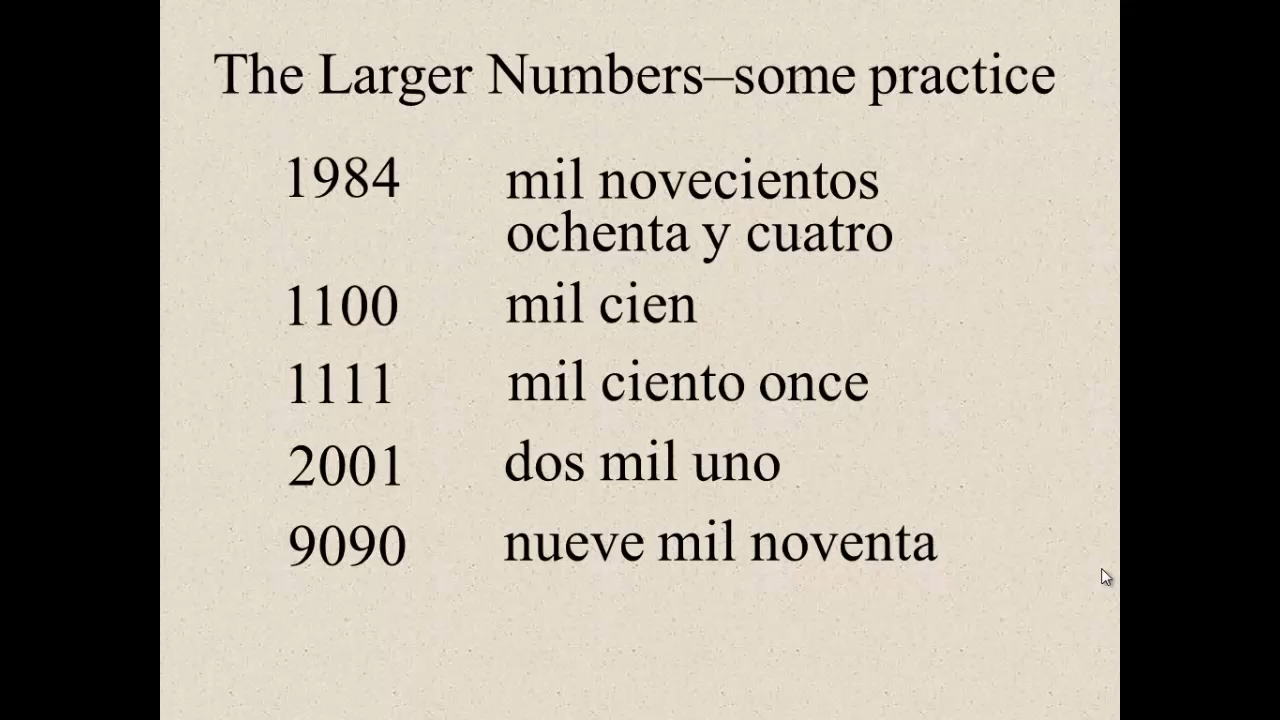 The Larger Numbers–some practice
1984 mil novecientos
ochenta y cuatro
1100 mil cien
1111 mil ciento once
2001 dos mil uno
9090 nueve mil noventa